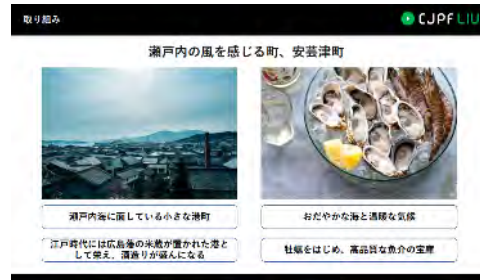 取り組み
CJPF LIU
瀬戸内の風を感じる町、安芸津町
瀬戸内海に面している小さな港町
おだやかな海と温暖な気候
江戸時代には広島藩の米蔵が置かれた港と
して栄え、酒造りが盛んになる
牡蠣をはじめ、高品質な魚介の宝庫